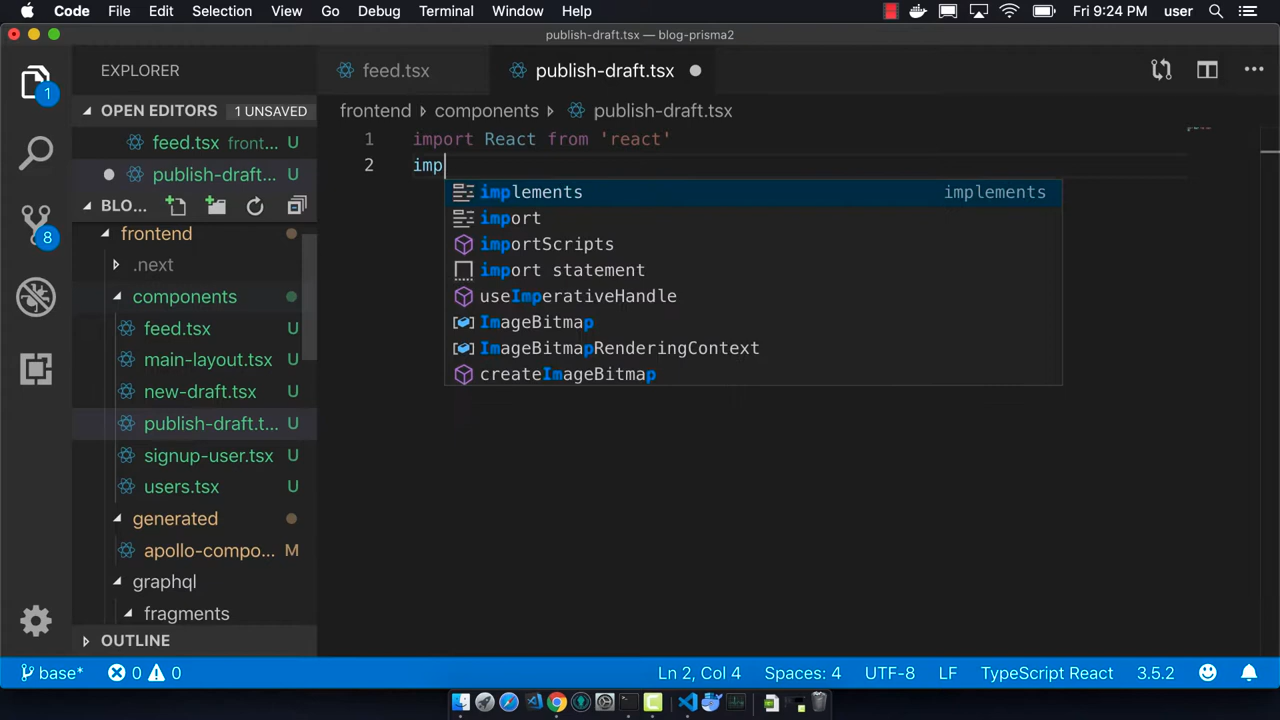 Code File Edit Selection View Go Debug Terminal Window Help Fri 9:24 PM user
publish-draft.tsx — blog-prisma2
EXPLORER
feed.tsx publish-draft.tsx
OPEN EDITORS 1 UNSAVED
frontend components publish-draft.tsx
feed.tsx front... U
publish-draft... U
BLO...
frontend
.next
components
feed.tsx U
main-layout.tsx U
new-draft.tsx U
publish-draft.t... U
signup-user.tsx U
users.tsx U
generated
apollo-compo... M
graphql
fragments
OUTLINE
1
8
1 import React from 'react'
2 imp
implements implements
import
importScripts
import statement
useImperativeHandle
ImageBitmap
ImageBitmapRenderingContext
createImageBitmap
base* 0 0 Ln 2, Col 4 Spaces: 4 UTF-8 LF TypeScript React 3.5.2